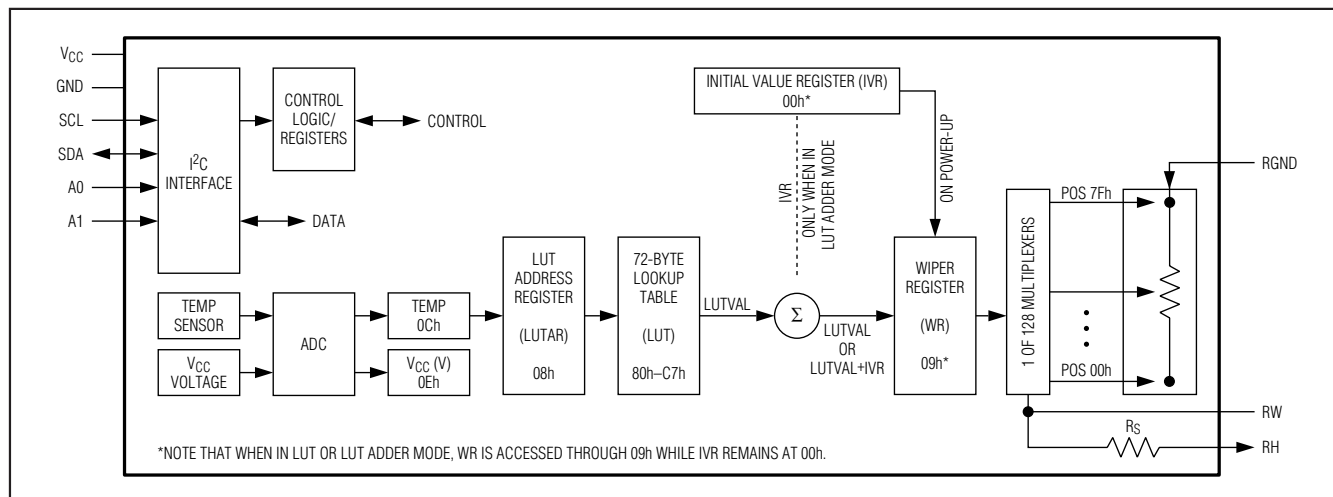 VCC
GND
SCL
SDA
A0
A1
I2C
INTERFACE
CONTROL
LOGIC/
REGISTERS
CONTROL
DATA
TEMP
SENSOR
VCC
VOLTAGE
ADC
TEMP
0Ch
VCC (V)
0Eh
LUT
ADDRESS
REGISTER
(LUTAR)
08h
72-BYTE
LOOKUP
TABLE
(LUT)
80h–C7h
LUTVAL
INITIAL VALUE REGISTER (IVR)
00h*
IVR
ONLY WHEN IN
LUT ADDER MODE
ON POWER-UP
Σ
LUTVAL
OR
LUTVAL+IVR
WIPER
REGISTER
(WR)
09h*
1 OF 128 MULTIPLEXERS
POS 7Fh
POS 00h
RGND
RW
RS
RH
*NOTE THAT WHEN IN LUT OR LUT ADDER MODE, WR IS ACCESSED THROUGH 09h WHILE IVR REMAINS AT 00h.